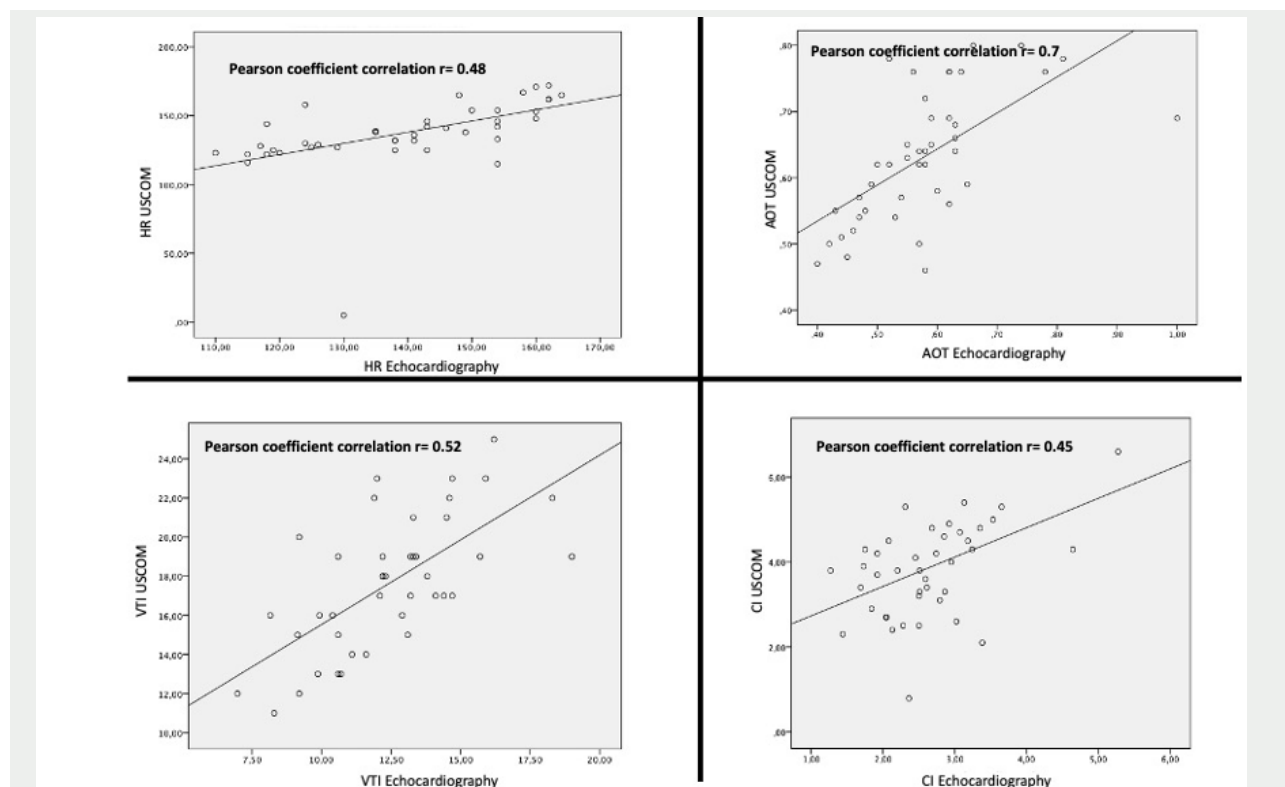 Pearson coefficient correlation r= 0.48
HR USCOM
200,00
150,00
100,00
50,00
,00
110,00 120,00 130,00 140,00 150,00 160,00 170,00
HR Echocardiography
Pearson coefficient correlation r= 0.7
AOT USCOM
,80
,70
,60
,50
,40
,40 ,50 ,60 ,70 ,80 ,90 1,00
AOT Echocardiography
Pearson coefficient correlation r= 0.52
VTI USCOM
24,00
22,00
20,00
18,00
16,00
14,00
12,00
10,00
7,50 10,00 12,50 15,00 17,50 20,00
VTI Echocardiography
Pearson coefficient correlation r= 0.45
CI USCOM
6,00
4,00
2,00
,00
1,00 2,00 3,00 4,00 5,00 6,00
CI Echocardiography